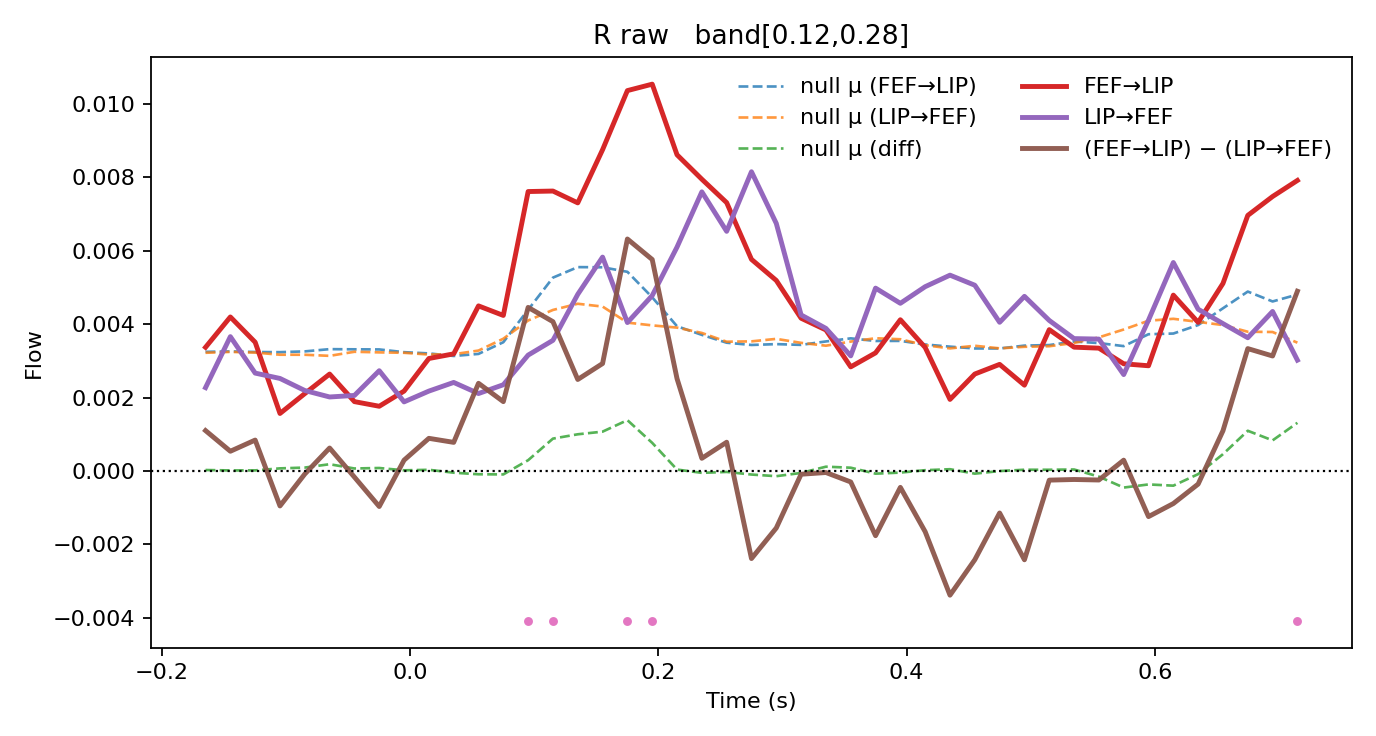 R raw band[0.12,0.28]
null μ (FEF→LIP)
null μ (LIP→FEF)
null μ (diff)
FEF→LIP
LIP→FEF
(FEF→LIP) − (LIP→FEF)
Flow
0.010
0.008
0.006
0.004
0.002
0.000
−0.002
−0.004
−0.2
0.0
0.2
0.4
0.6
Time (s)